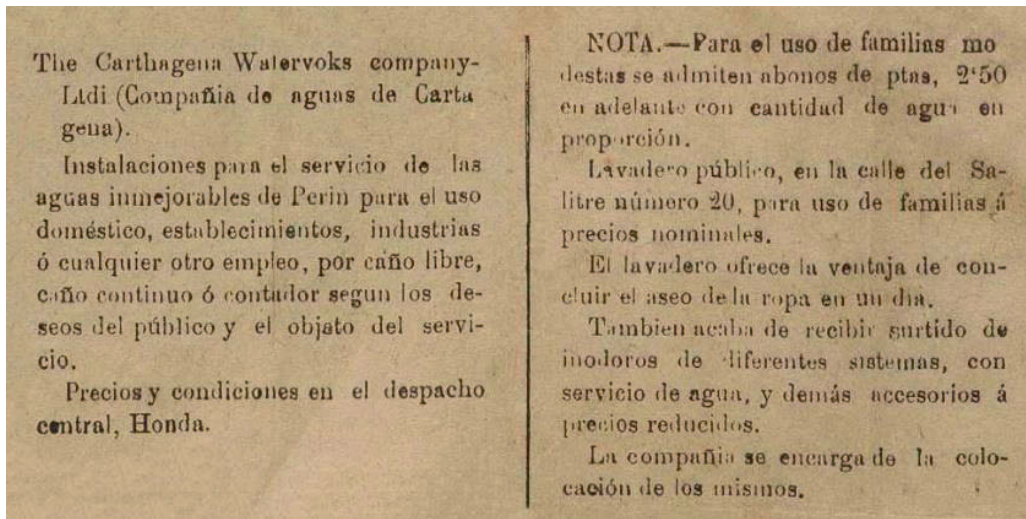 The Carthagena Walervoks company-
Ltdi (Compañia de aguas de Carta
gena).
Instalaciones para el servicio de las
aguas inmejorables de Perin para el uso
doméstico, establecimientos, industrias
ó cualquier otro empleo, por caño libre,
caño continuo ó contador segun los de-
seos del público y el objato del servi-
cio.
Precios y condiciones en el despacho
central, Honda.
NOTA.—Para el uso de familias mo
destas se admiten abonos de ptas, 2'50
en adelante con cantidad de agua en
proporción.
Lavadero público, en la calle del Sa-
litre número 20, para uso de familias á
precios nominales.
El lavadero ofrece la ventaja de con-
cluir el aseo de la ropa en un dia.
Tambien acaba de recibir surtido de
inodoros de diferentes sistemas, con
servicio de agua, y demás accesorios á
precios reducidos.
La compañia se encarga de la colo-
cación de los mismos.